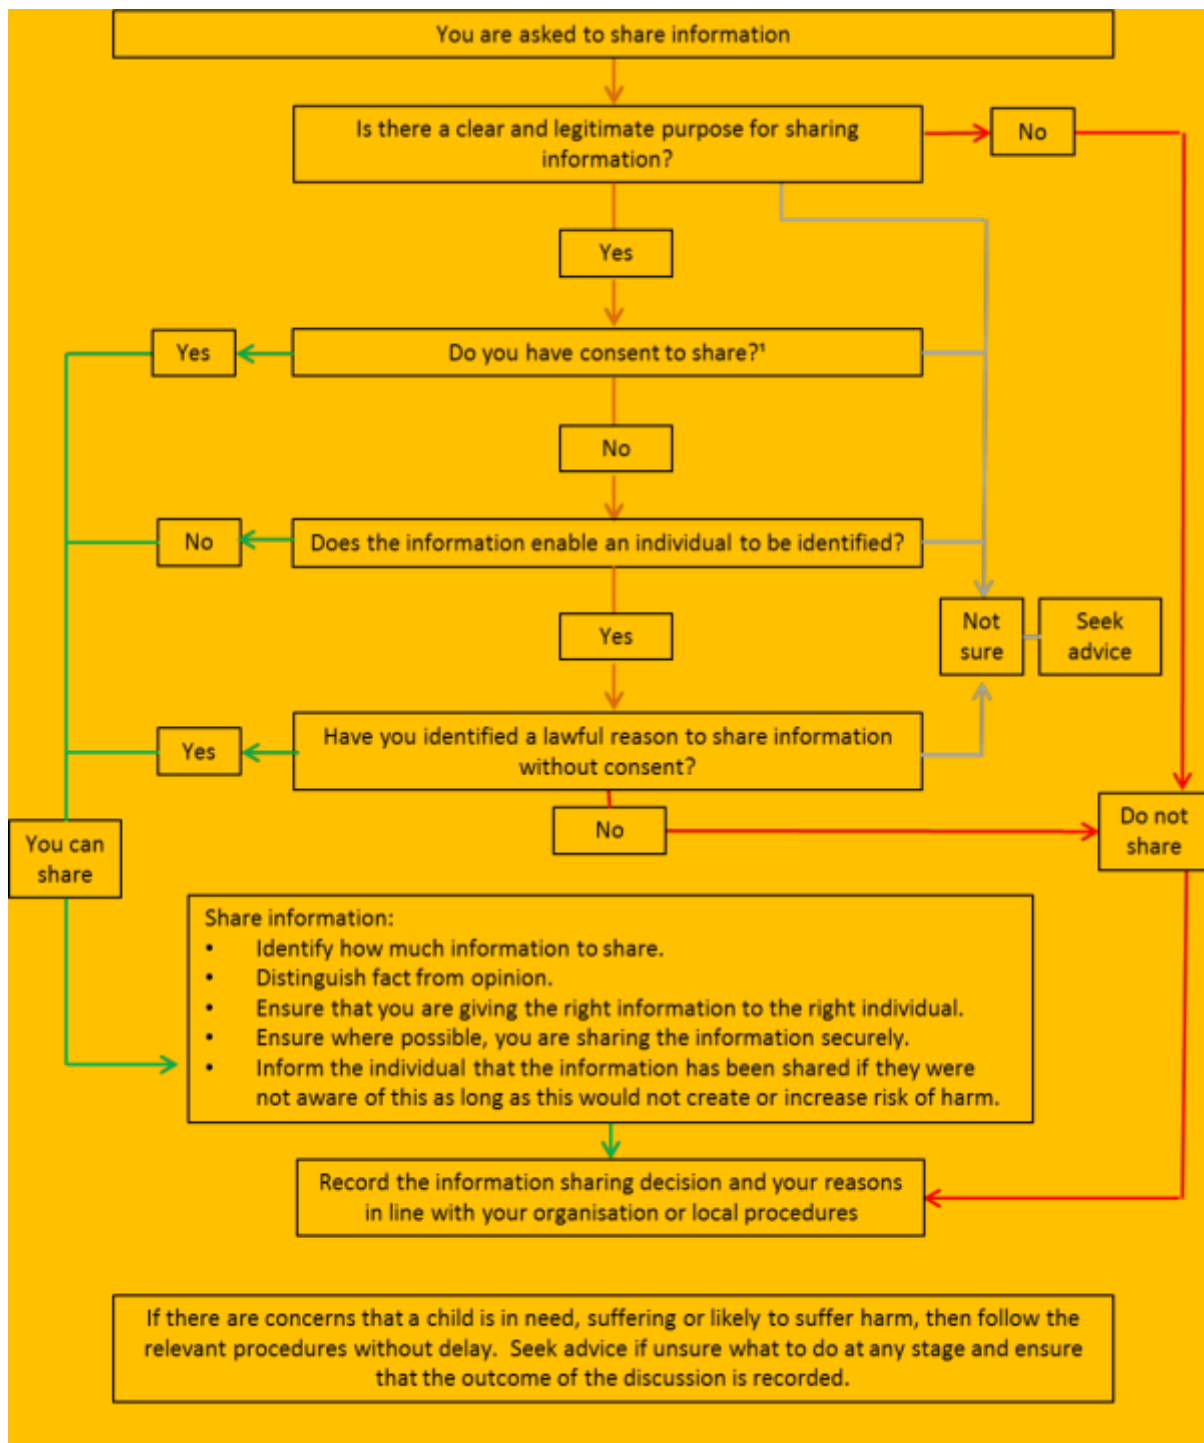 You are asked to share information
Is there a clear and legitimate purpose for sharing
information?
No
Yes
Yes
Do you have consent to share?¹
No
No
Does the information enable an individual to be identified?
Not
sure
Seek
advice
Yes
Yes
Have you identified a lawful reason to share information
without consent?
No
Do not
share
You can
share
Share information:
• Identify how much information to share.
• Distinguish fact from opinion.
• Ensure that you are giving the right information to the right individual.
• Ensure where possible, you are sharing the information securely.
• Inform the individual that the information has been shared if they were
not aware of this as long as this would not create or increase risk of harm.
Record the information sharing decision and your reasons
in line with your organisation or local procedures
If there are concerns that a child is in need, suffering or likely to suffer harm, then follow the
relevant procedures without delay. Seek advice if unsure what to do at any stage and ensure
that the outcome of the discussion is recorded.